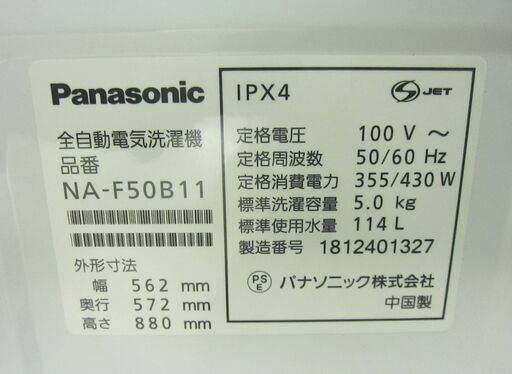 Panasonic
全自動電気洗濯機
品番
NA-F50B11
外形寸法
幅 562 mm
奥行 572 mm
高さ 880 mm
IPX4
S JET
定格電圧 100 V ～
定格周波数 50/60 Hz
定格消費電力 355/430 W
標準洗濯容量 5.0 kg
標準使用水量 114 L
製造番号 1812401327
PS E パナソニック株式会社
中国製